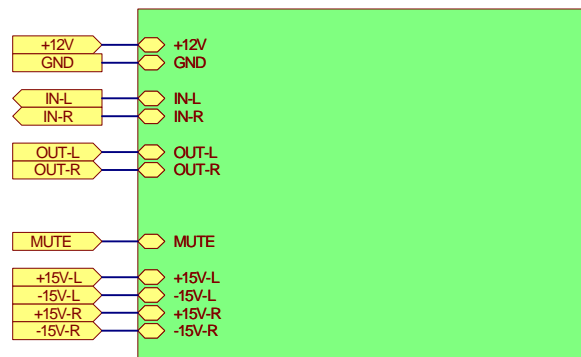 +12V +12V
GND GND
IN-L IN-L
IN-R IN-R
OUT-L OUT-L
OUT-R OUT-R
MUTE MUTE
+15V-L +15V-L
-15V-L -15V-L
+15V-R +15V-R
-15V-R -15V-R